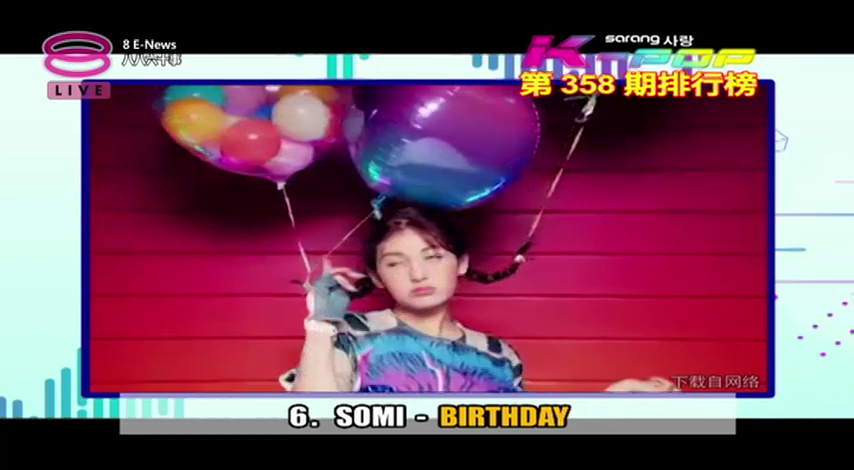 8 E-News
八八六十事
LIVE
sarang 사랑
K-POP
第 358 期排行榜
下载自网络
6. SOMI - BIRTHDAY